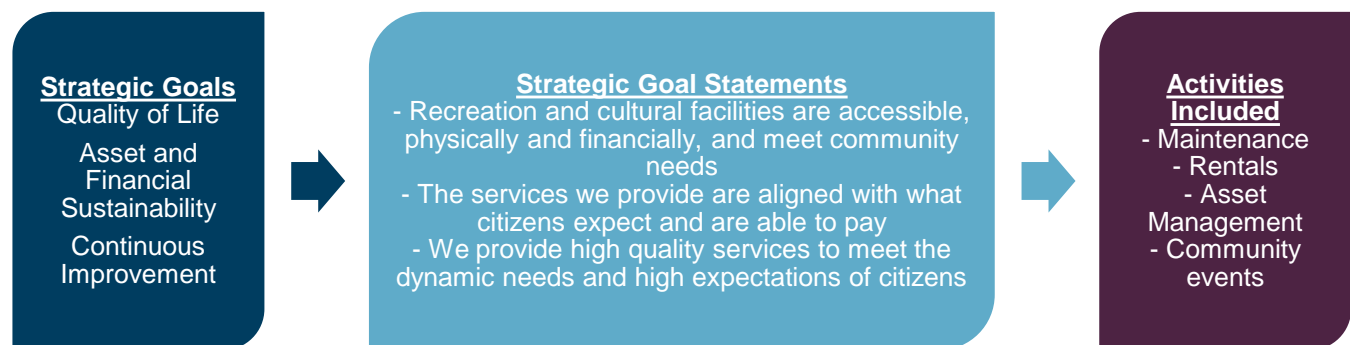 Strategic Goals
Quality of Life
Asset and
Financial
Sustainability
Continuous
Improvement
Strategic Goal Statements
- Recreation and cultural facilities are accessible,
physically and financially, and meet community
needs
- The services we provide are aligned with what
citizens expect and are able to pay
- We provide high quality services to meet the
dynamic needs and high expectations of citizens
Activities
Included
- Maintenance
- Rentals
- Asset
Management
- Community
events